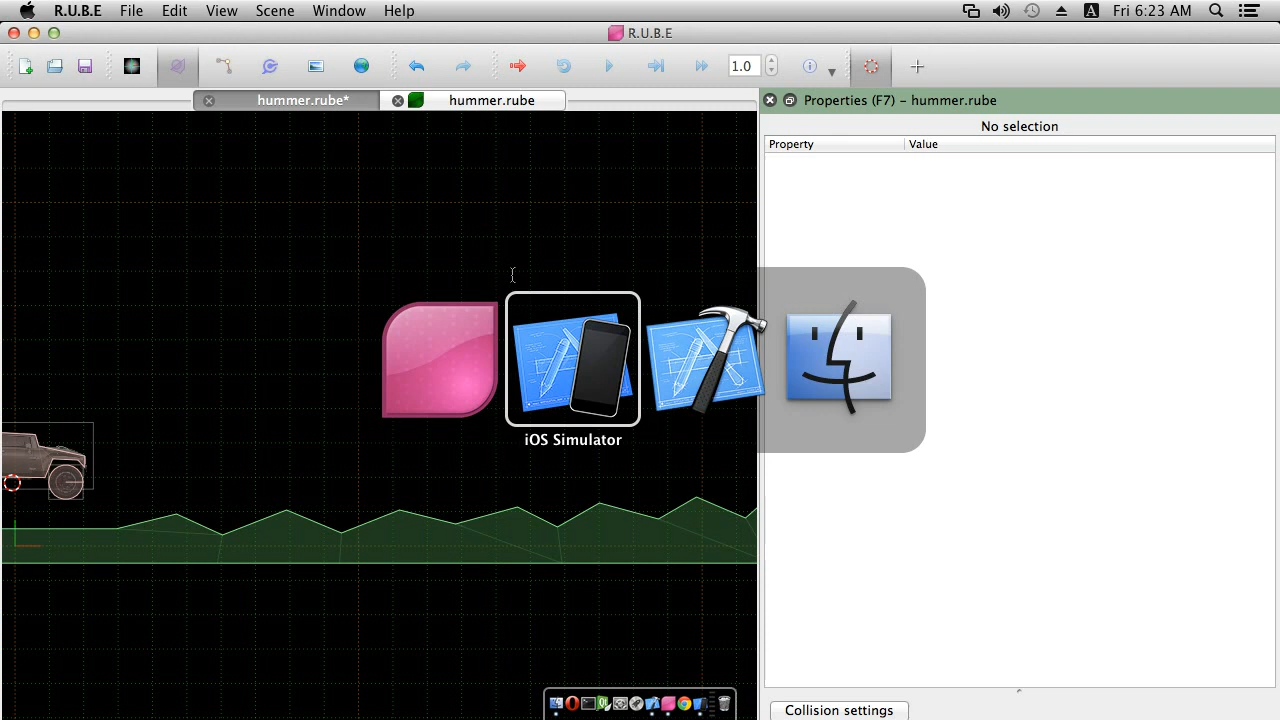 R.U.B.E File Edit View Scene Window Help A Fri 6:23 AM
R.U.B.E
1.0
hummer.rube* hummer.rube Properties (F7) – hummer.rube
No selection
Property Value
iOS Simulator
Collision settings